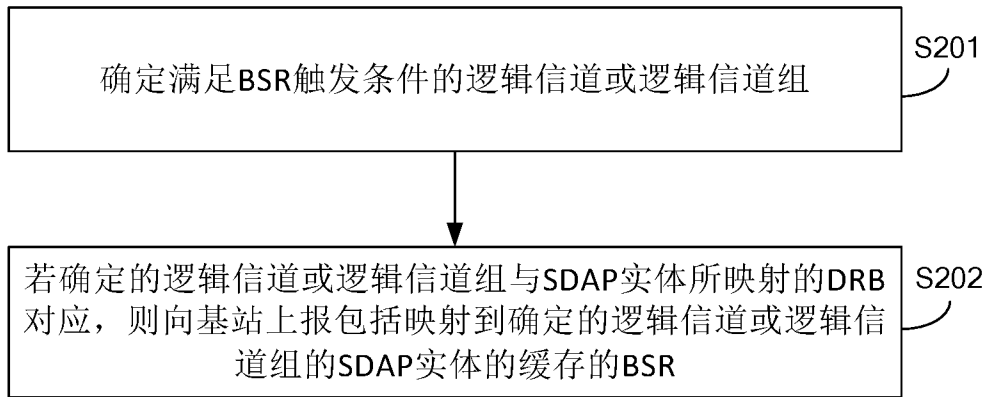 确定满足BSR触发条件的逻辑信道或逻辑信道组
S201
若确定的逻辑信道或逻辑信道组与SDAP实体所映射的DRB
对应，则向基站上报包括映射到确定的逻辑信道或逻辑信
道组的SDAP实体的缓存的BSR
S202